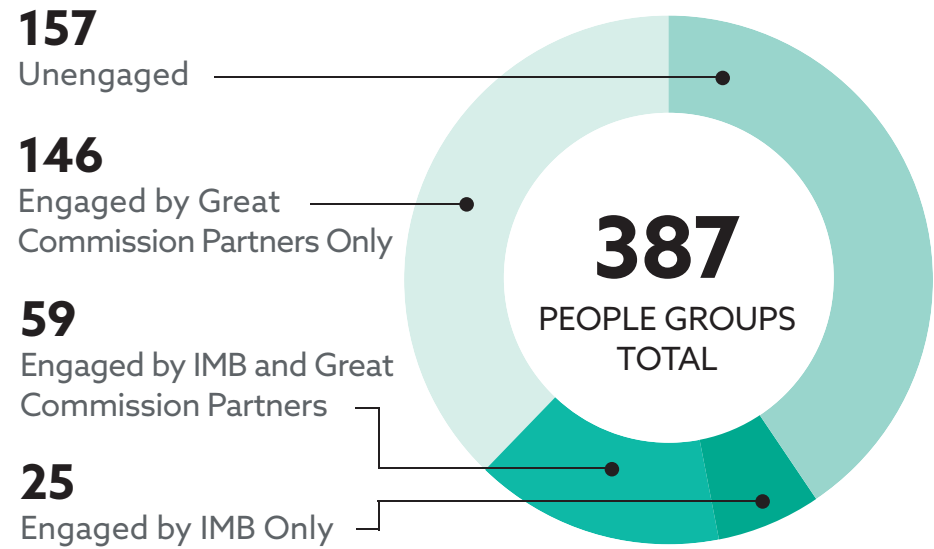 157
Unengaged
146
Engaged by Great
Commission Partners Only
59
Engaged by IMB and Great
Commission Partners
25
Engaged by IMB Only
387
PEOPLE GROUPS
TOTAL